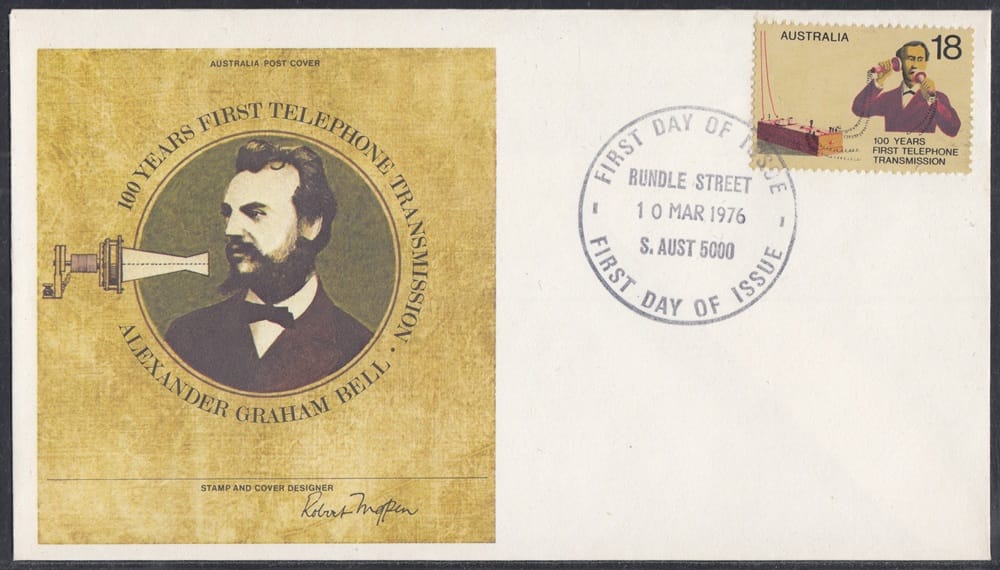 AUSTRALIA POST COVER
100 YEARS FIRST TELEPHONE TRANSMISSION ·
ALEXANDER GRAHAM BELL
STAMP AND COVER DESIGNER
Robert
AUSTRALIA
18
100 YEARS
FIRST TELEPHONE
TRANSMISSION
FIRST DAY OF ISSUE
RUNDLE STREET
10 MAR 1976
S. AUST 5000
- FIRST DAY OF ISSUE -